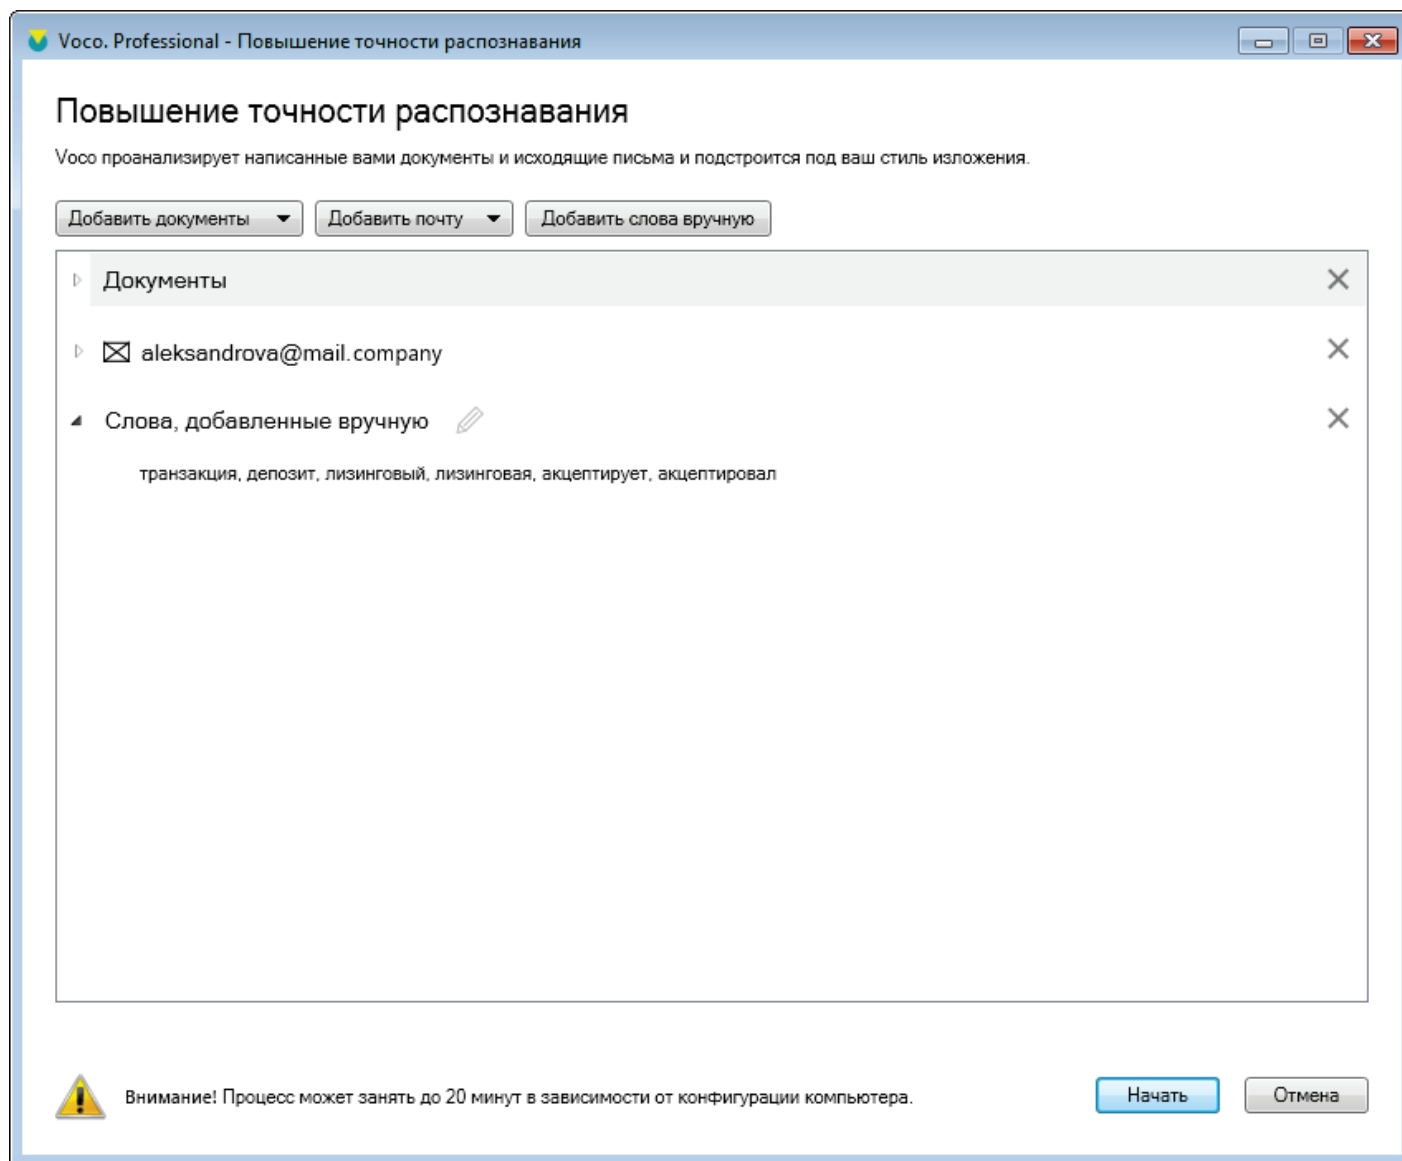 Voco. Professional - Повышение точности распознавания
Повышение точности распознавания
Voco проанализирует написанные вами документы и исходящие письма и подстроится под ваш стиль изложения.
Добавить документы Добавить почту Добавить слова вручную
Документы
aleksandrova@mail.company
Слова, добавленные вручную
транзакция, депозит, лизинговый, лизинговая, акцептирует, акцептировал
Внимание! Процесс может занять до 20 минут в зависимости от конфигурации компьютера.
Начать Отмена